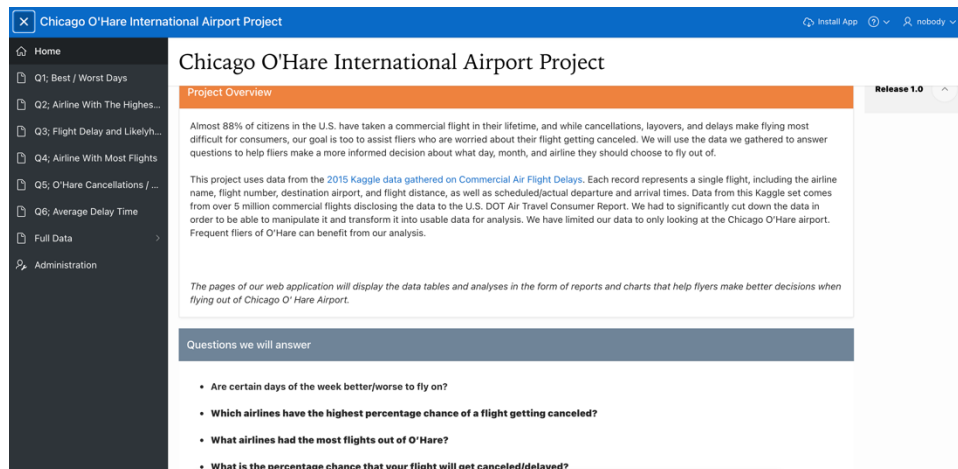 Chicago O'Hare International Airport Project
Install App
nobody
Home
Q1; Best / Worst Days
Q2; Airline With The Highes...
Q3; Flight Delay and Likelyh...
Q4; Airline With Most Flights
Q5; O'Hare Cancellations / ...
Q6; Average Delay Time
Full Data
Administration
Chicago O'Hare International Airport Project
Project Overview
Release 1.0
Almost 88% of citizens in the U.S. have taken a commercial flight in their lifetime, and while cancellations, layovers, and delays make flying most
difficult for consumers, our goal is too to assist fliers who are worried about their flight getting canceled. We will use the data we gathered to answer
questions to help fliers make a more informed decision about what day, month, and airline they should choose to fly out of.
This project uses data from the 2015 Kaggle data gathered on Commercial Air Flight Delays. Each record represents a single flight, including the airline
name, flight number, destination airport, and flight distance, as well as scheduled/actual departure and arrival times. Data from this Kaggle set comes
from over 5 million commercial flights disclosing the data to the U.S. DOT Air Travel Consumer Report. We had to significantly cut down the data in
order to be able to manipulate it and transform it into usable data for analysis. We have limited our data to only looking at the Chicago O'Hare airport.
Frequent fliers of O'Hare can benefit from our analysis.
The pages of our web application will display the data tables and analyses in the form of reports and charts that help flyers make better decisions when
flying out of Chicago O' Hare Airport.
Questions we will answer
• Are certain days of the week better/worse to fly on?
• Which airlines have the highest percentage chance of a flight getting canceled?
• What airlines had the most flights out of O'Hare?
• What is the percentage chance that your flight will get canceled/delayed?